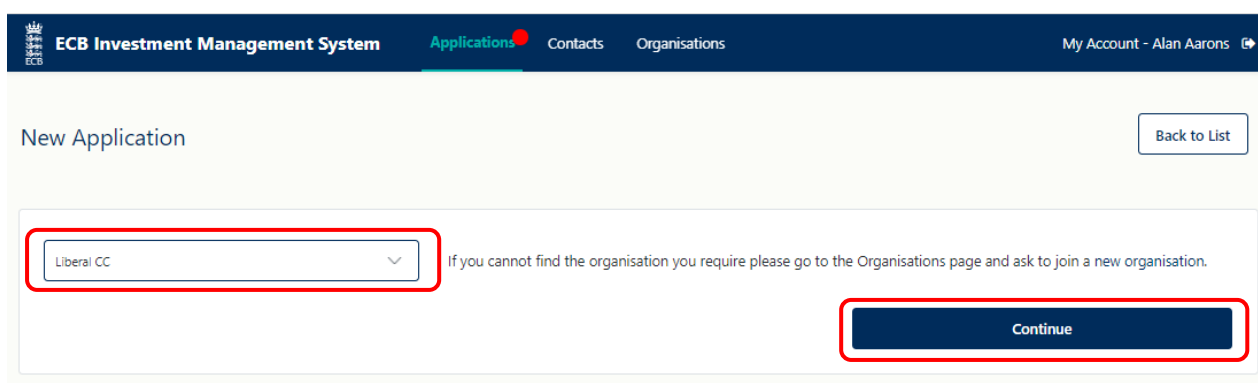 ECB
ECB Investment Management System
Applications
Contacts
Organisations
My Account - Alan Aarons
New Application
Back to List
Liberal CC
If you cannot find the organisation you require please go to the Organisations page and ask to join a new organisation.
Continue